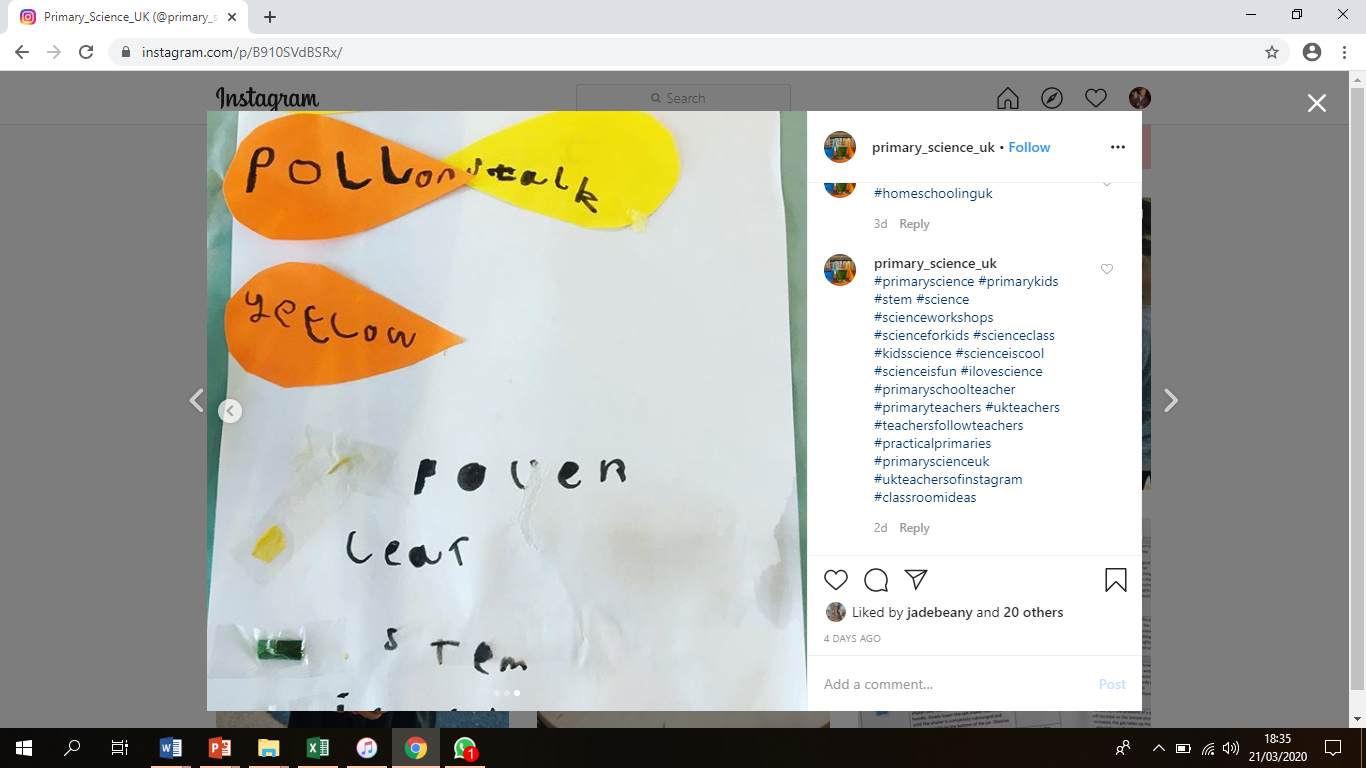 Primary_Science_UK (@primary_s
instagram.com/p/B910SVdBSRx/
Instagram
Search
POLLon stalk
yellow
Pollen
leaf
stem
primary_science_uk • Follow
#homeschoolinguk
3d Reply
primary_science_uk
#primaryscience #primarykids
#stem #science
#scienceworkshops
#scienceforkids #scienceclass
#kidsscience #scienceiscool
#scienceisfun #ilovescience
#primaryschoolteacher
#primaryteachers #ukteachers
#teachersfollowteachers
#practicalprimaries
#primaryscienceuk
#ukteachersofinstagram
#classroomideas
2d Reply
Liked by jadebeany and 20 others
4 DAYS AGO
Add a comment... Post
1
18:35
21/03/2020